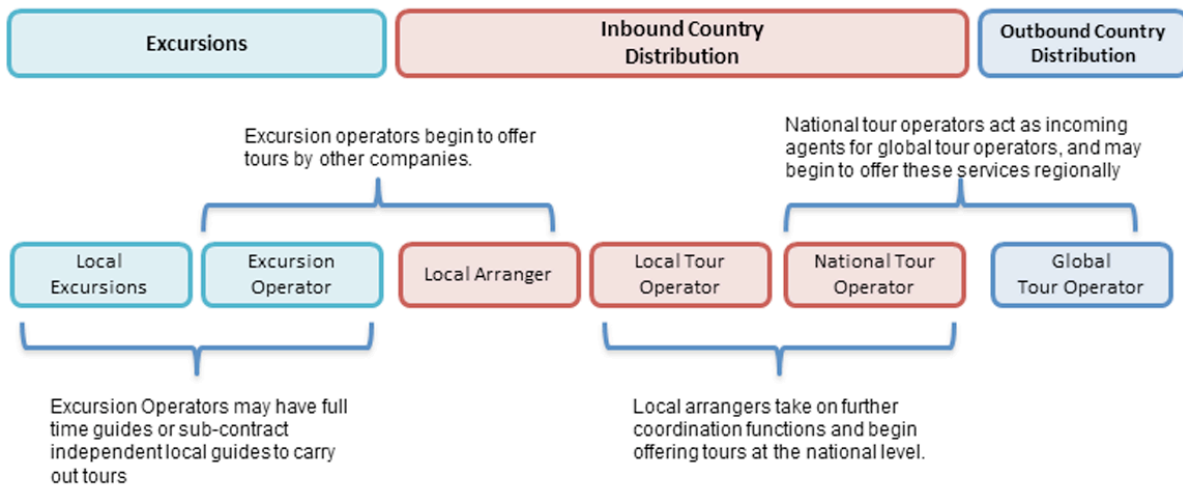 Excursions
Inbound Country
Distribution
Outbound Country
Distribution
Excursion operators begin to offer
tours by other companies.
National tour operators act as incoming
agents for global tour operators, and may
begin to offer these services regionally
Local
Excursions
Excursion
Operator
Local Arranger
Local Tour
Operator
National Tour
Operator
Global
Tour Operator
Excursion Operators may have full
time guides or sub-contract
independent local guides to carry
out tours
Local arrangers take on further
coordination functions and begin
offering tours at the national level.